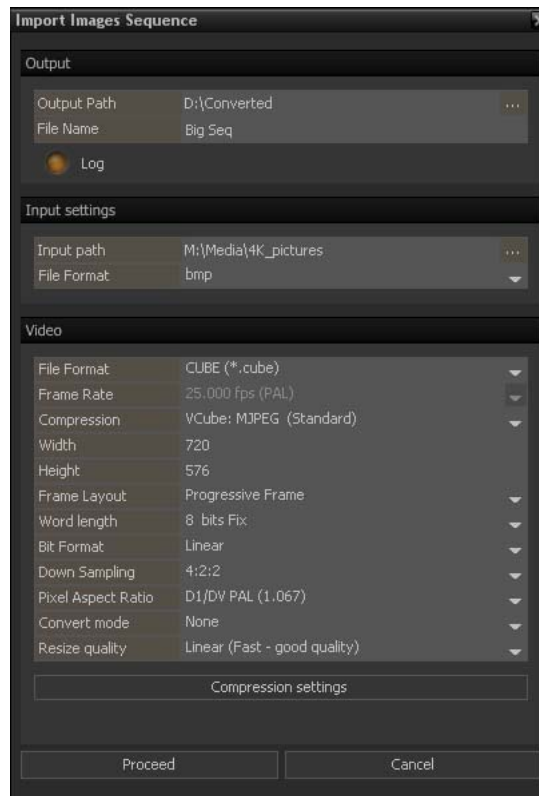 Import Images Sequence
Output
Output Path D:\Converted ...
File Name Big Seq
Log
Input settings
Input path M:\Media\4K_pictures ...
File Format bmp
Video
File Format CUBE (*.cube)
Frame Rate 25.000 fps (PAL)
Compression VCube: MJPEG (Standard)
Width 720
Height 576
Frame Layout Progressive Frame
Word length 8 bits Fix
Bit Format Linear
Down Sampling 4:2:2
Pixel Aspect Ratio D1/DV PAL (1.067)
Convert mode None
Resize quality Linear (Fast - good quality)
Compression settings
Proceed Cancel